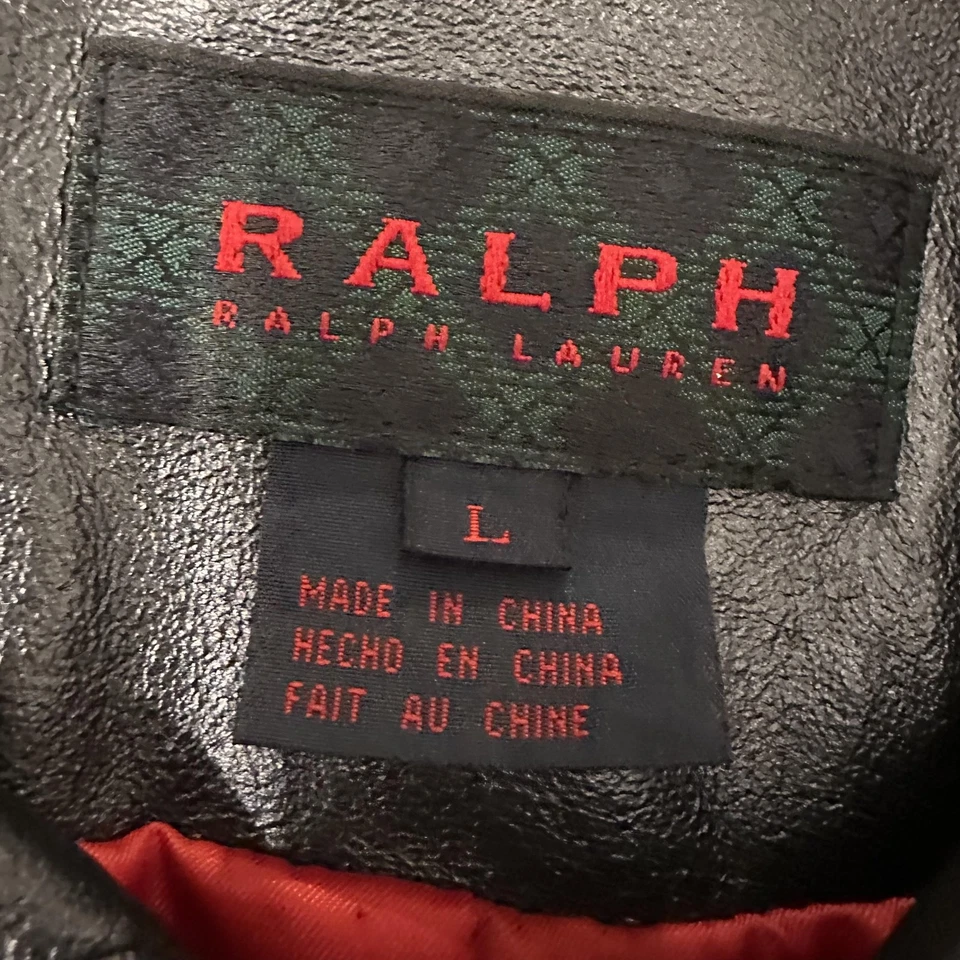 RALPH
RALPH LAUREN
L
MADE IN CHINA
HECHO EN CHINA
FAIT AU CHINE